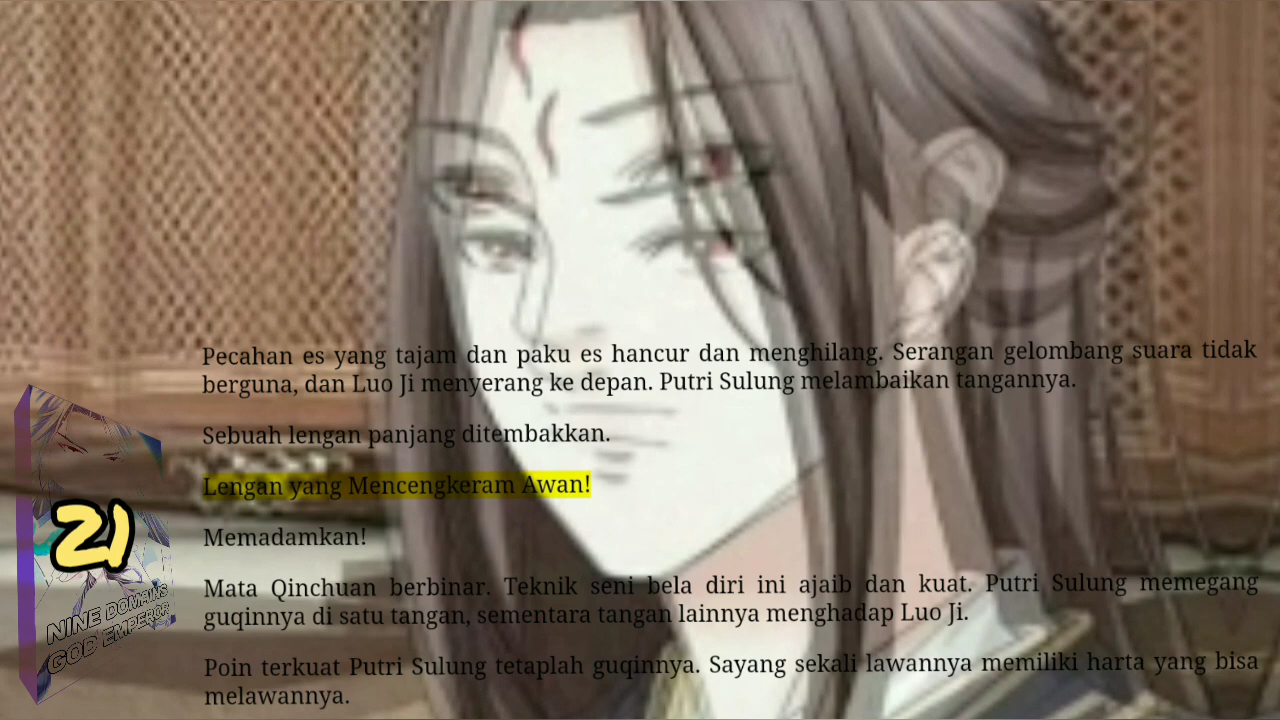 Pecahan es yang tajam dan paku es hancur dan menghilang. Serangan gelombang suara tidak
berguna, dan Luo Ji menyerang ke depan. Putri Sulung melambaikan tangannya.
Sebuah lengan panjang ditembakkan.
Lengan yang Mencengkeram Awan!
Memadamkan!
Mata Qinchuan berbinar. Teknik seni bela diri ini ajaib dan kuat. Putri Sulung memegang
guqinnya di satu tangan, sementara tangan lainnya menghadap Luo Ji.
Poin terkuat Putri Sulung tetaplah guqinnya. Sayang sekali lawannya memiliki harta yang bisa
melawannya.
21
NINE DOMAINS
GOD EMPEROR